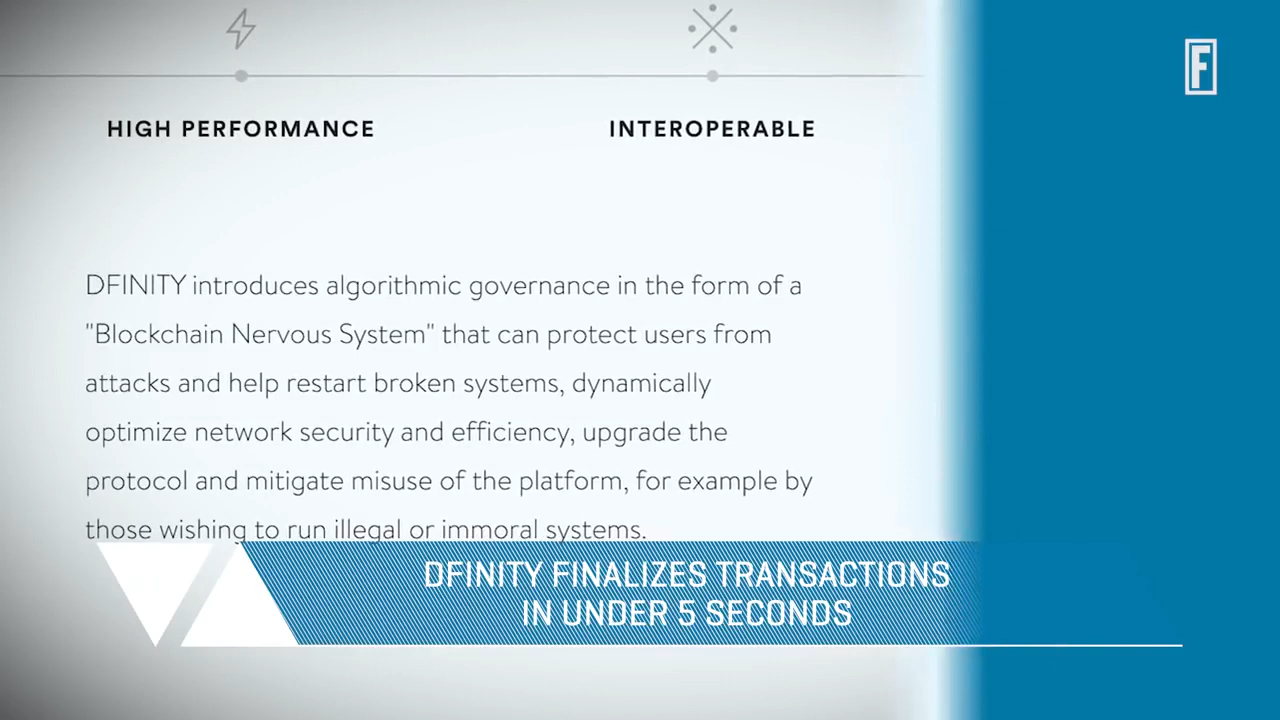 F
HIGH PERFORMANCE
INTEROPERABLE
DFINITY introduces algorithmic governance in the form of a
"Blockchain Nervous System" that can protect users from
attacks and help restart broken systems, dynamically
optimize network security and efficiency, upgrade the
protocol and mitigate misuse of the platform, for example by
those wishing to run illegal or immoral systems.
DFINITY FINALIZES TRANSACTIONS
IN UNDER 5 SECONDS